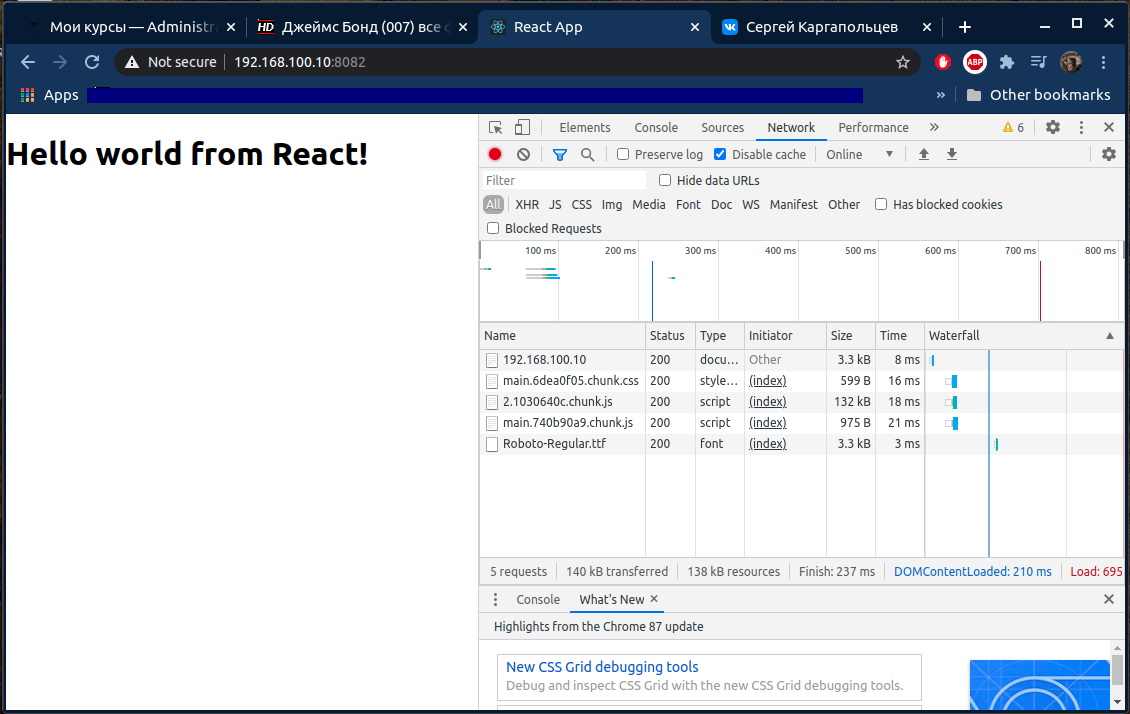 Мои курсы — Administra
HD Джеймс Бонд (007) все ф
React App
Сергей Каргапольцев
Not secure 192.168.100.10:8082
ABP
Apps
» Other bookmarks
Elements Console Sources Network Performance » 6
Preserve log Disable cache Online
Filter Hide data URLs
All XHR JS CSS Img Media Font Doc WS Manifest Other Has blocked cookies
Blocked Requests
100 ms 200 ms 300 ms 400 ms 500 ms 600 ms 700 ms 800 ms
Name Status Type Initiator Size Time Waterfall
192.168.100.10 200 docu... Other 3.3 kB 8 ms
main.6dea0f05.chunk.css 200 style... (index) 599 B 16 ms
2.1030640c.chunk.js 200 script (index) 132 kB 18 ms
main.740b90a9.chunk.js 200 script (index) 975 B 21 ms
Roboto-Regular.ttf 200 font (index) 3.3 kB 3 ms
5 requests 140 kB transferred 138 kB resources Finish: 237 ms DOMContentLoaded: 210 ms Load: 695
Console What's New
Highlights from the Chrome 87 update
New CSS Grid debugging tools
Debug and inspect CSS Grid with the new CSS Grid debugging tools.
Hello world from React!